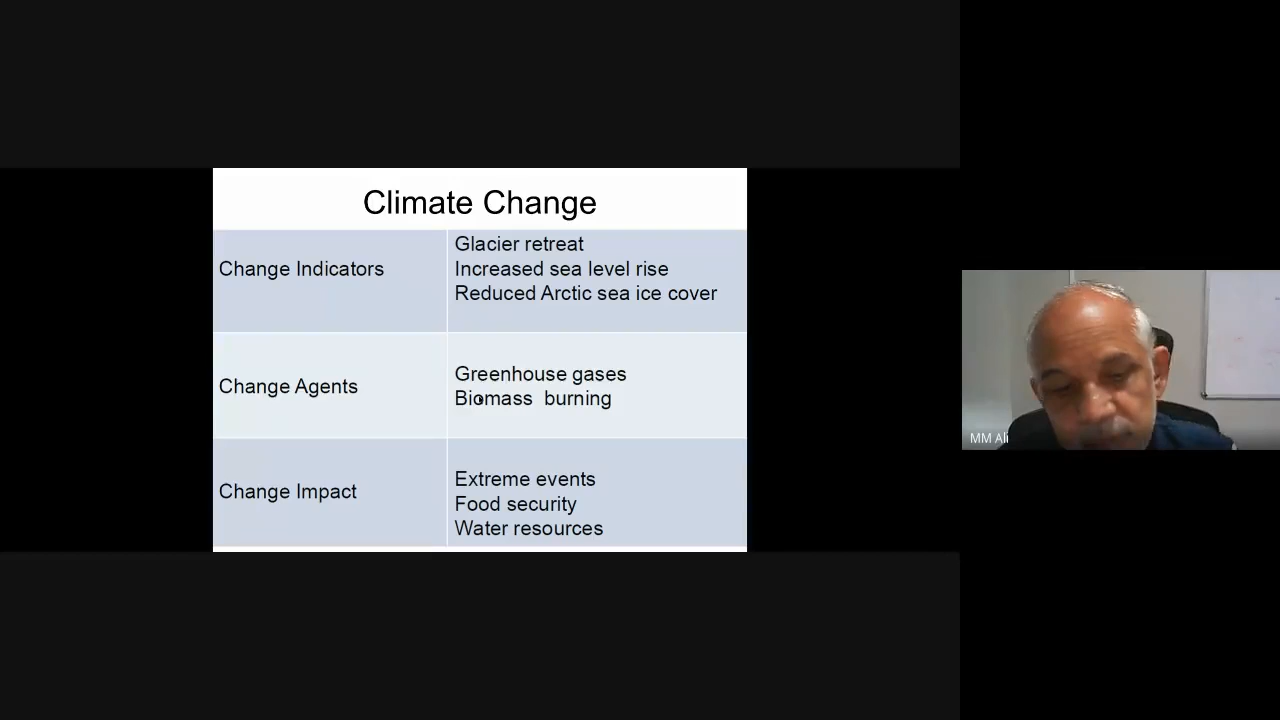 Climate Change
Change Indicators
Glacier retreat
Increased sea level rise
Reduced Arctic sea ice cover
Change Agents
Greenhouse gases
Biomass burning
Change Impact
Extreme events
Food security
Water resources
MM Ali